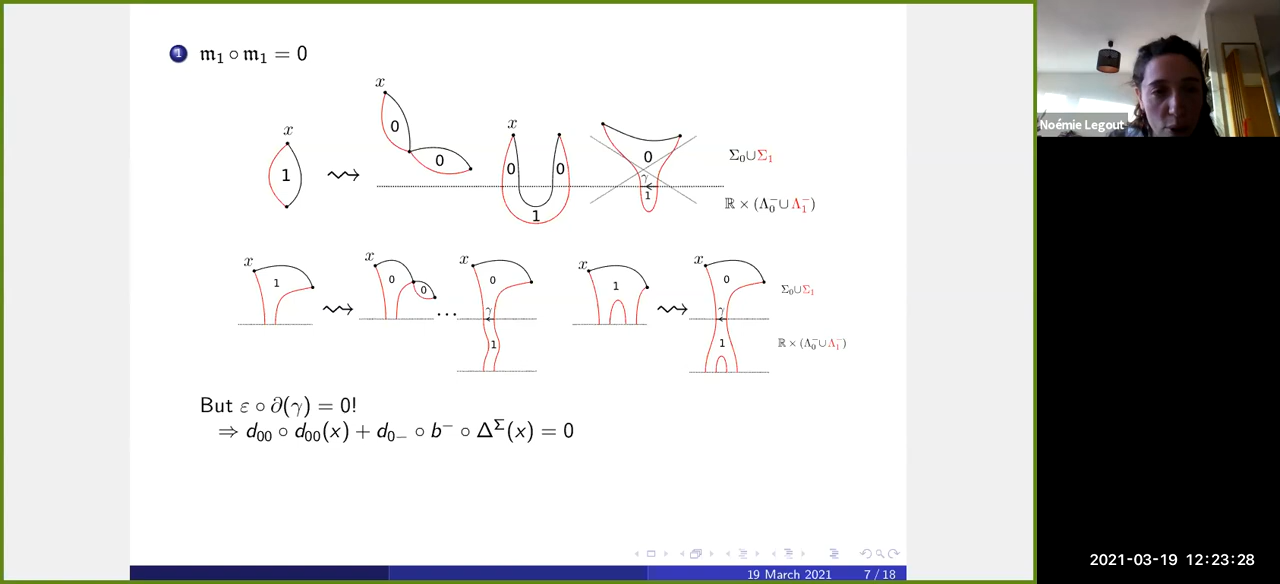 1 𝔪₁ ∘ 𝔪₁ = 0
x
1
0
0
x
0
0
1
0
γ
1
Σ₀∪Σ₁
ℝ × (Λ₀⁻∪Λ₁⁻)
x
1
x
0
0
...
x
0
γ
1
x
1
x
0
γ
1
Σ₀∪Σ₁
ℝ × (Λ₀⁻∪Λ₁⁻)
But ε ∘ ∂(γ) = 0!
⇒ d₀₀ ∘ d₀₀(x) + d₀₋ ∘ b⁻ ∘ Δ^Σ(x) = 0
19 March 2021 7 / 18
Noémie Legout
2021-03-19 12:23:28